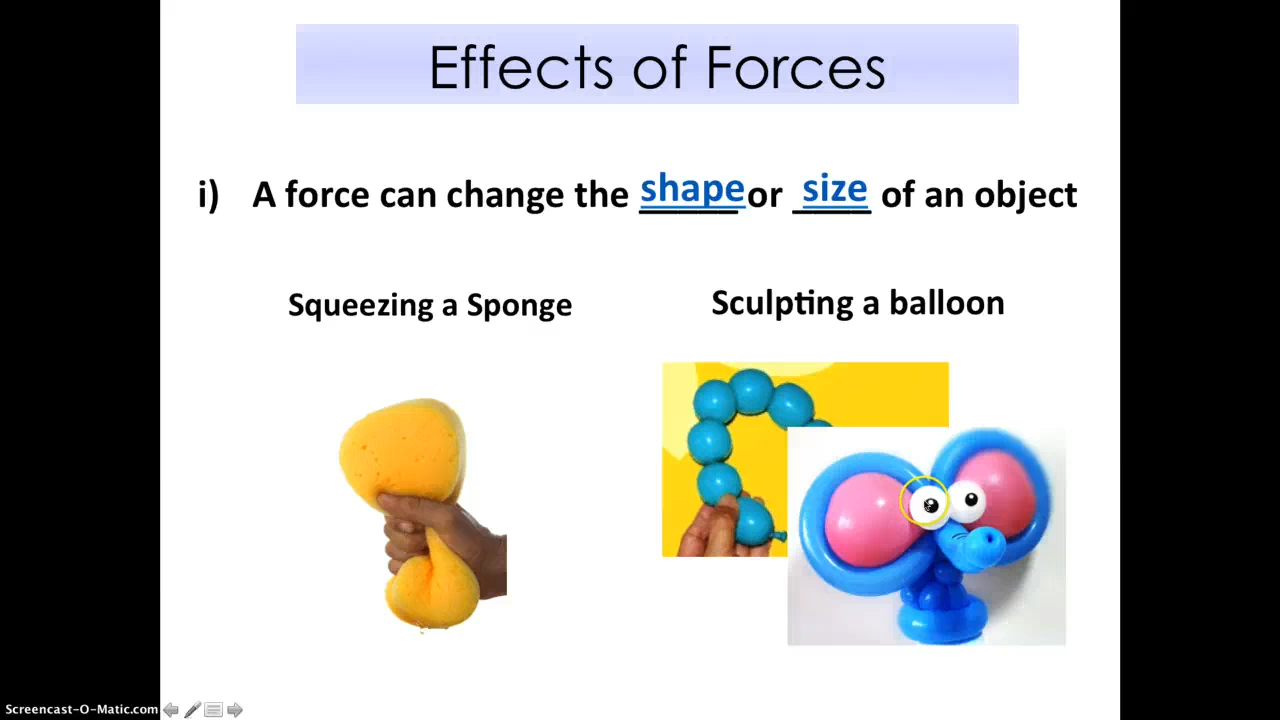 Effects of Forces
i) A force can change the shape or size of an object
Squeezing a Sponge
Sculpting a balloon
Screencast-O-Matic.com